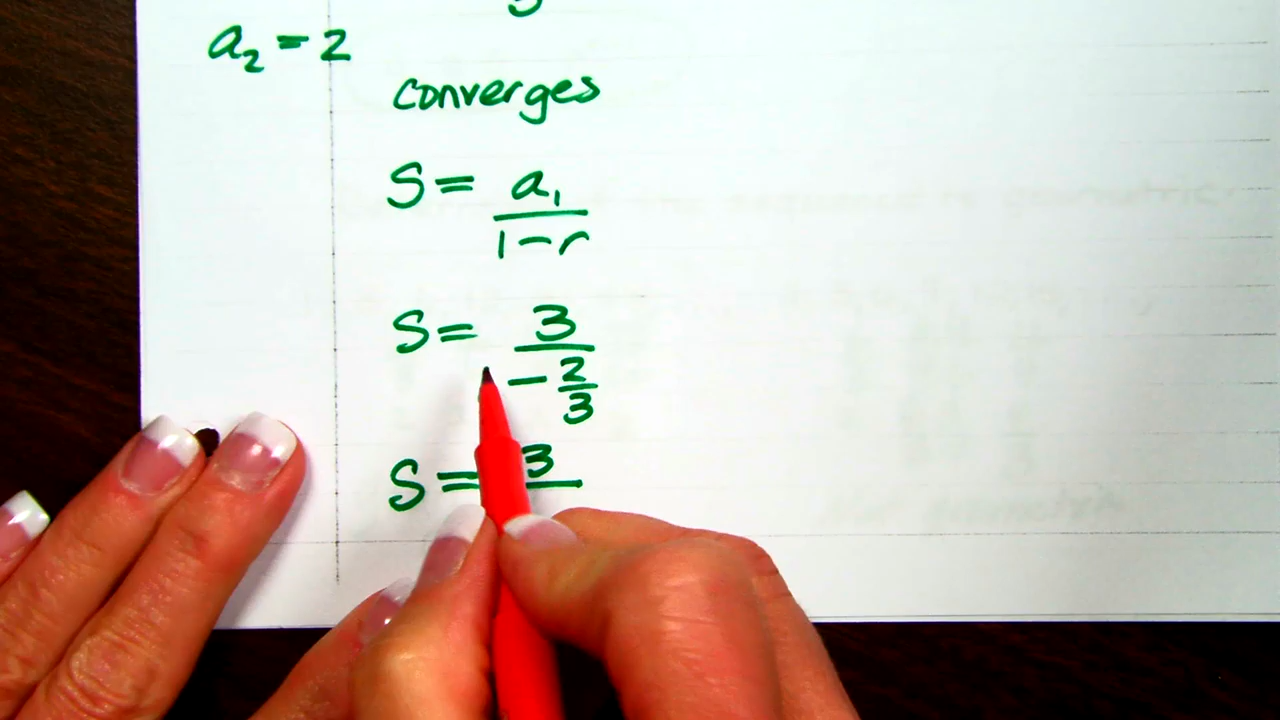 a₂ = 2
converges
S = a₁
1 - r
S = 3
- 2
3
S = 3